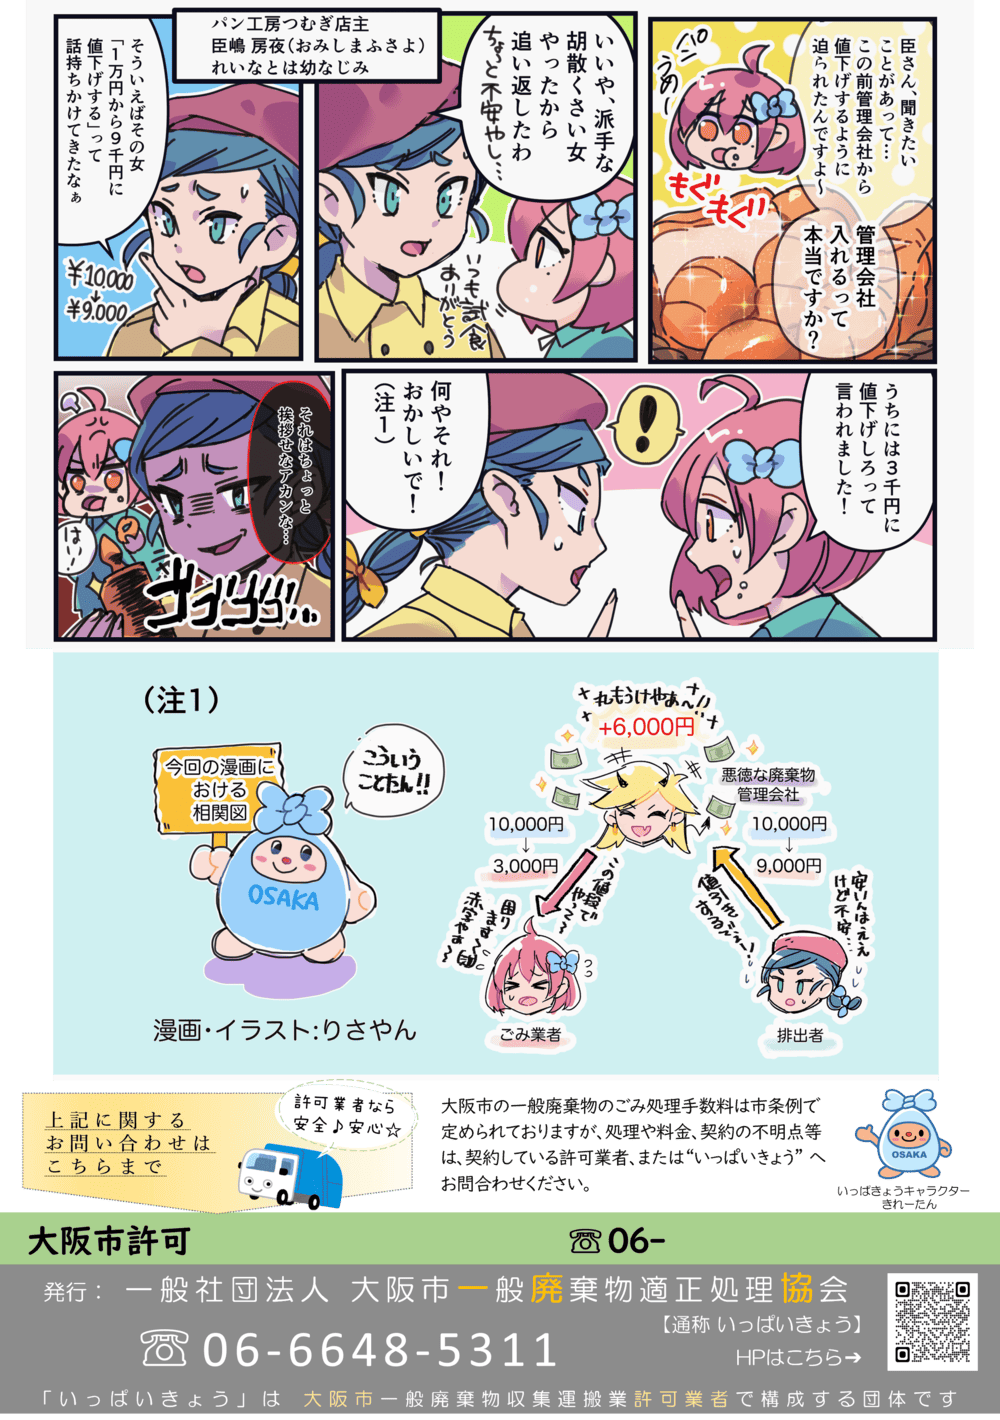 臣さん、聞きたい
ことがあって…
この前管理会社から
値下げするように
迫られたんですよ〜
管理会社
入れるって
本当ですか？
うめー
もぐ
もぐ
いいや、派手な
胡散くさい女
やったから
追い返したわ
ちょっと不安やし…
いつも試食
ありがとう
パン工房つむぎ店主
臣嶋 房夜（おみしまふさよ）
れいなとは幼なじみ
そういえばその女
「1万円から9千円に
値下げする」って
話持ちかけてきたなぁ
¥10,000
↓
¥9.000
うちには３千円に
値下げしろって
言われました！
！
何やそれ！
おかしいで！
（注１）
それはちょっと
挨拶せなアカンな…
はい！
ゴゴゴゴゴ!!…
（注1）
今回の漫画に
おける
相関図
こういう
ことたん!!
OSAKA
漫画・イラスト:りさやん
れもうけやぁ〜!!
+6,000円
悪徳な廃棄物
管理会社
10,000円
↓
3,000円
10,000円
↓
9,000円
この値段で
やって〜
値引き
するでぇ〜!
困り
ます〜
赤字やす〜
安いんはええ
けど不安…
ごみ業者
排出者
上記に関する
お問い合わせは
こちらまで
許可業者なら
安全♪安心☆
大阪市の一般廃棄物のごみ処理手数料は市条例で
定められておりますが、処理や料金、契約の不明点等
は、契約している許可業者、または“いっぱいきょう” へ
お問合わせください。
OSAKA
いっぱきょうキャラクター
きれーたん
大阪市許可
☏06-
発行： 一般社団法人 大阪市一般廃棄物適正処理協会
【通称 いっぱいきょう】
☏06-6648-5311
HPはこちら→
「いっぱいきょう」は 大阪市一般廃棄物収集運搬業許可業者で構成する団体です